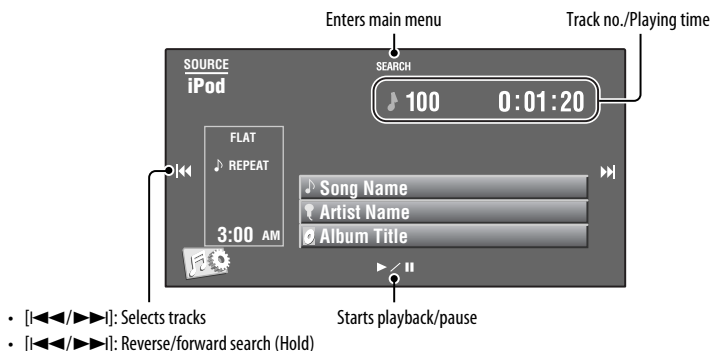 Enters main menu
Track no./Playing time
SOURCE
iPod
SEARCH
100 0:01:20
FLAT
♪ REPEAT
Song Name
Artist Name
Album Title
3:00 AM
• [⏮/⏭]: Selects tracks
Starts playback/pause
• [⏮/⏭]: Reverse/forward search (Hold)